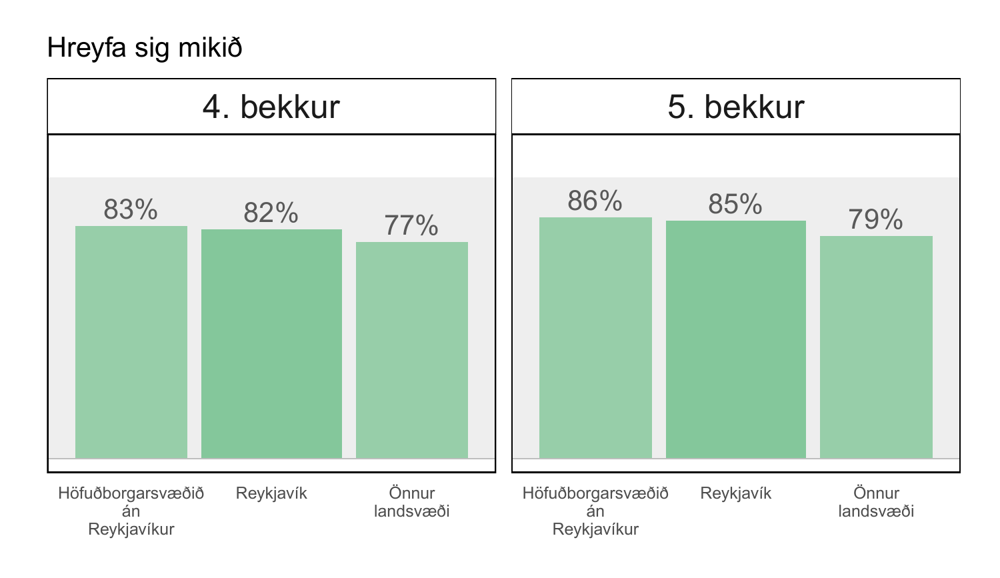 Hreyfa sig mikið
4. bekkur
83%
82%
77%
Höfuðborgarsvæðið
án
Reykjavíkur
Reykjavík
Önnur
landsvæði
5. bekkur
86%
85%
79%
Höfuðborgarsvæðið
án
Reykjavíkur
Reykjavík
Önnur
landsvæði